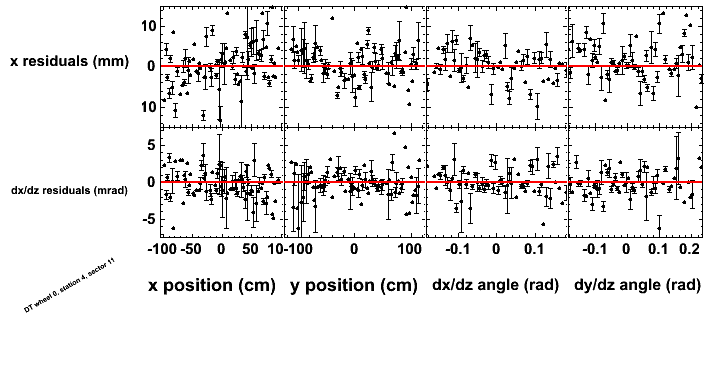 10
x residuals (mm)
0
10
5
dx/dz residuals (mrad)
0
-5
-100 -50 0 50 10 -100 0 100 -0.1 0 0.1 -0.1 0 0.1 0.2
x position (cm) y position (cm) dx/dz angle (rad) dy/dz angle (rad)
DT wheel 0, station 4, sector 11